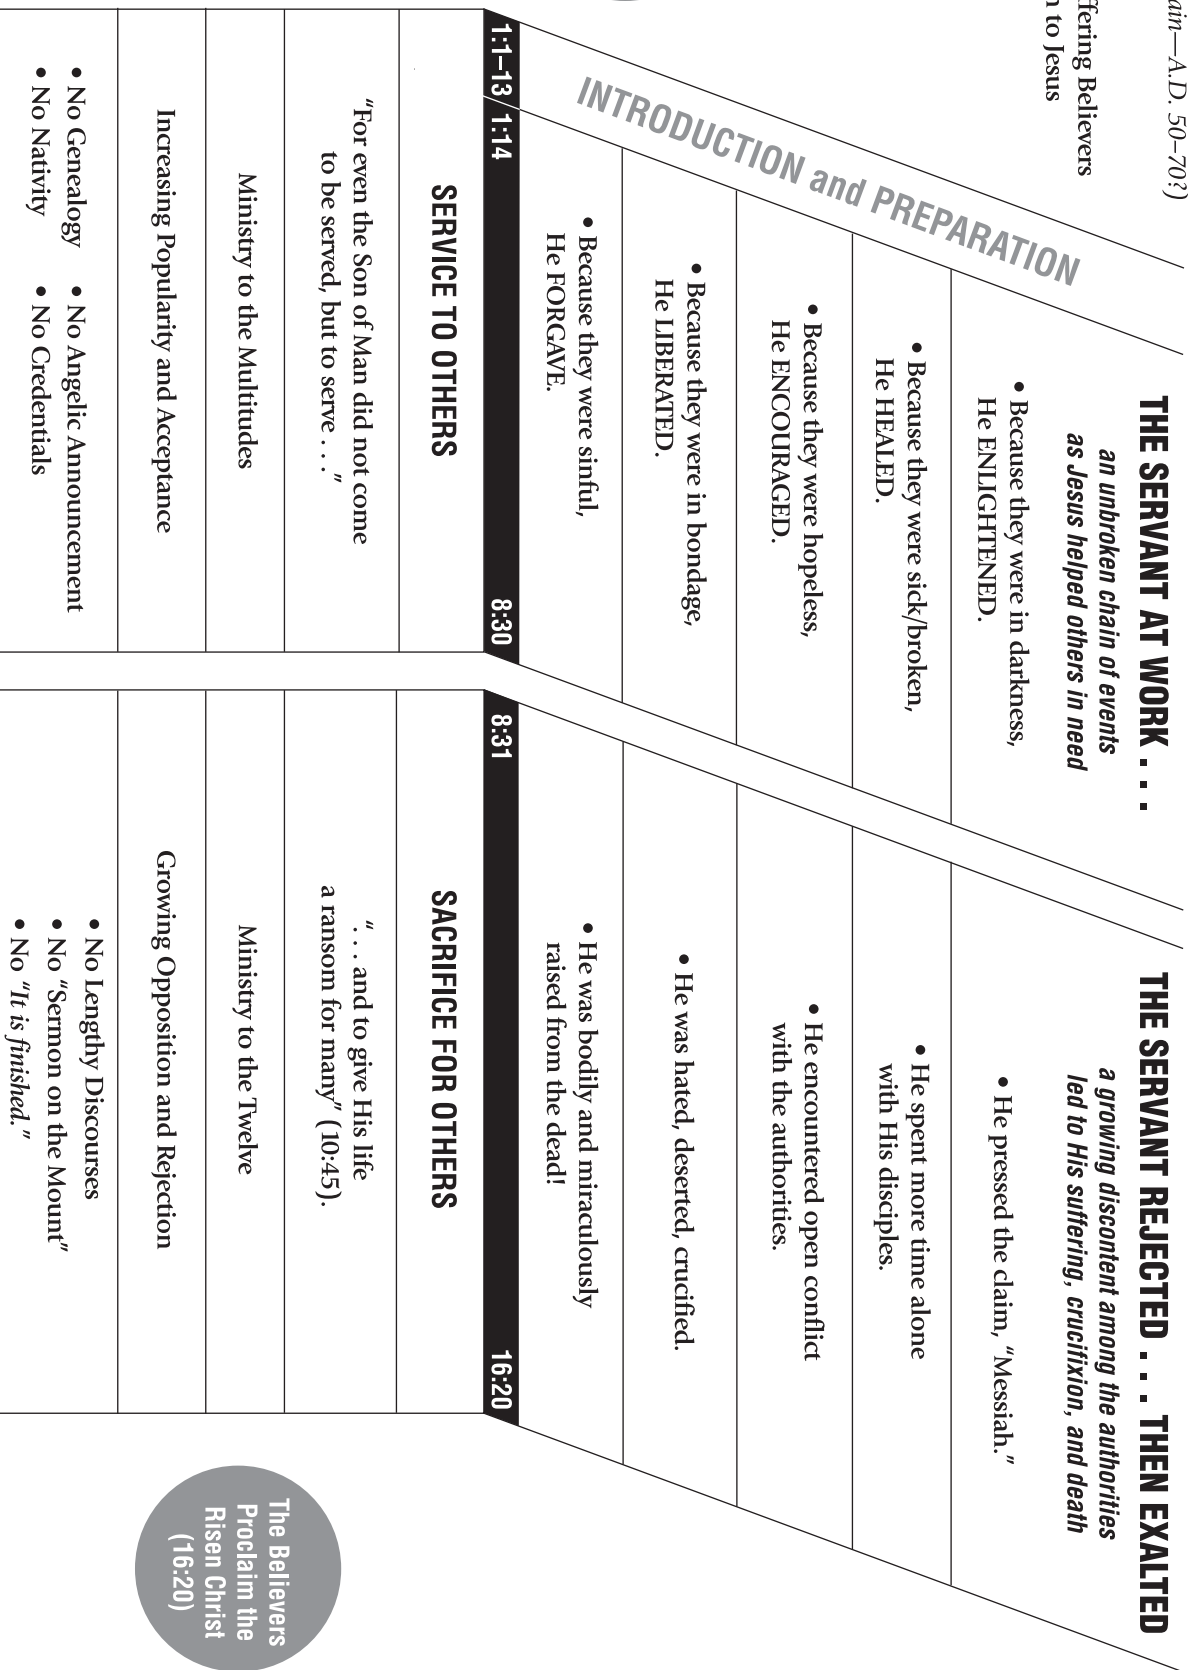 ain—A.D. 50–70?)
ffering Believers
n to Jesus
INTRODUCTION and PREPARATION
THE SERVANT AT WORK . . .
an unbroken chain of events
as Jesus helped others in need
• Because they were in darkness,
He ENLIGHTENED.
• Because they were sick/broken,
He HEALED.
• Because they were hopeless,
He ENCOURAGED.
• Because they were in bondage,
He LIBERATED.
• Because they were sinful,
He FORGAVE.
THE SERVANT REJECTED . . . THEN EXALTED
a growing discontent among the authorities
led to His suffering, crucifixion, and death
• He pressed the claim, “Messiah.”
• He spent more time alone
with His disciples.
• He encountered open conflict
with the authorities.
• He was hated, deserted, crucified.
• He was bodily and miraculously
raised from the dead!
1:1–13 1:14 8:30 8:31 16:20
SERVICE TO OTHERS
“For even the Son of Man did not come
to be served, but to serve . . .”
Ministry to the Multitudes
Increasing Popularity and Acceptance
• No Genealogy • No Angelic Announcement
• No Nativity • No Credentials
SACRIFICE FOR OTHERS
“. . . and to give His life
a ransom for many” (10:45).
Ministry to the Twelve
Growing Opposition and Rejection
• No Lengthy Discourses
• No “Sermon on the Mount”
• No “It is finished.”
The Believers
Proclaim the
Risen Christ
(16:20)